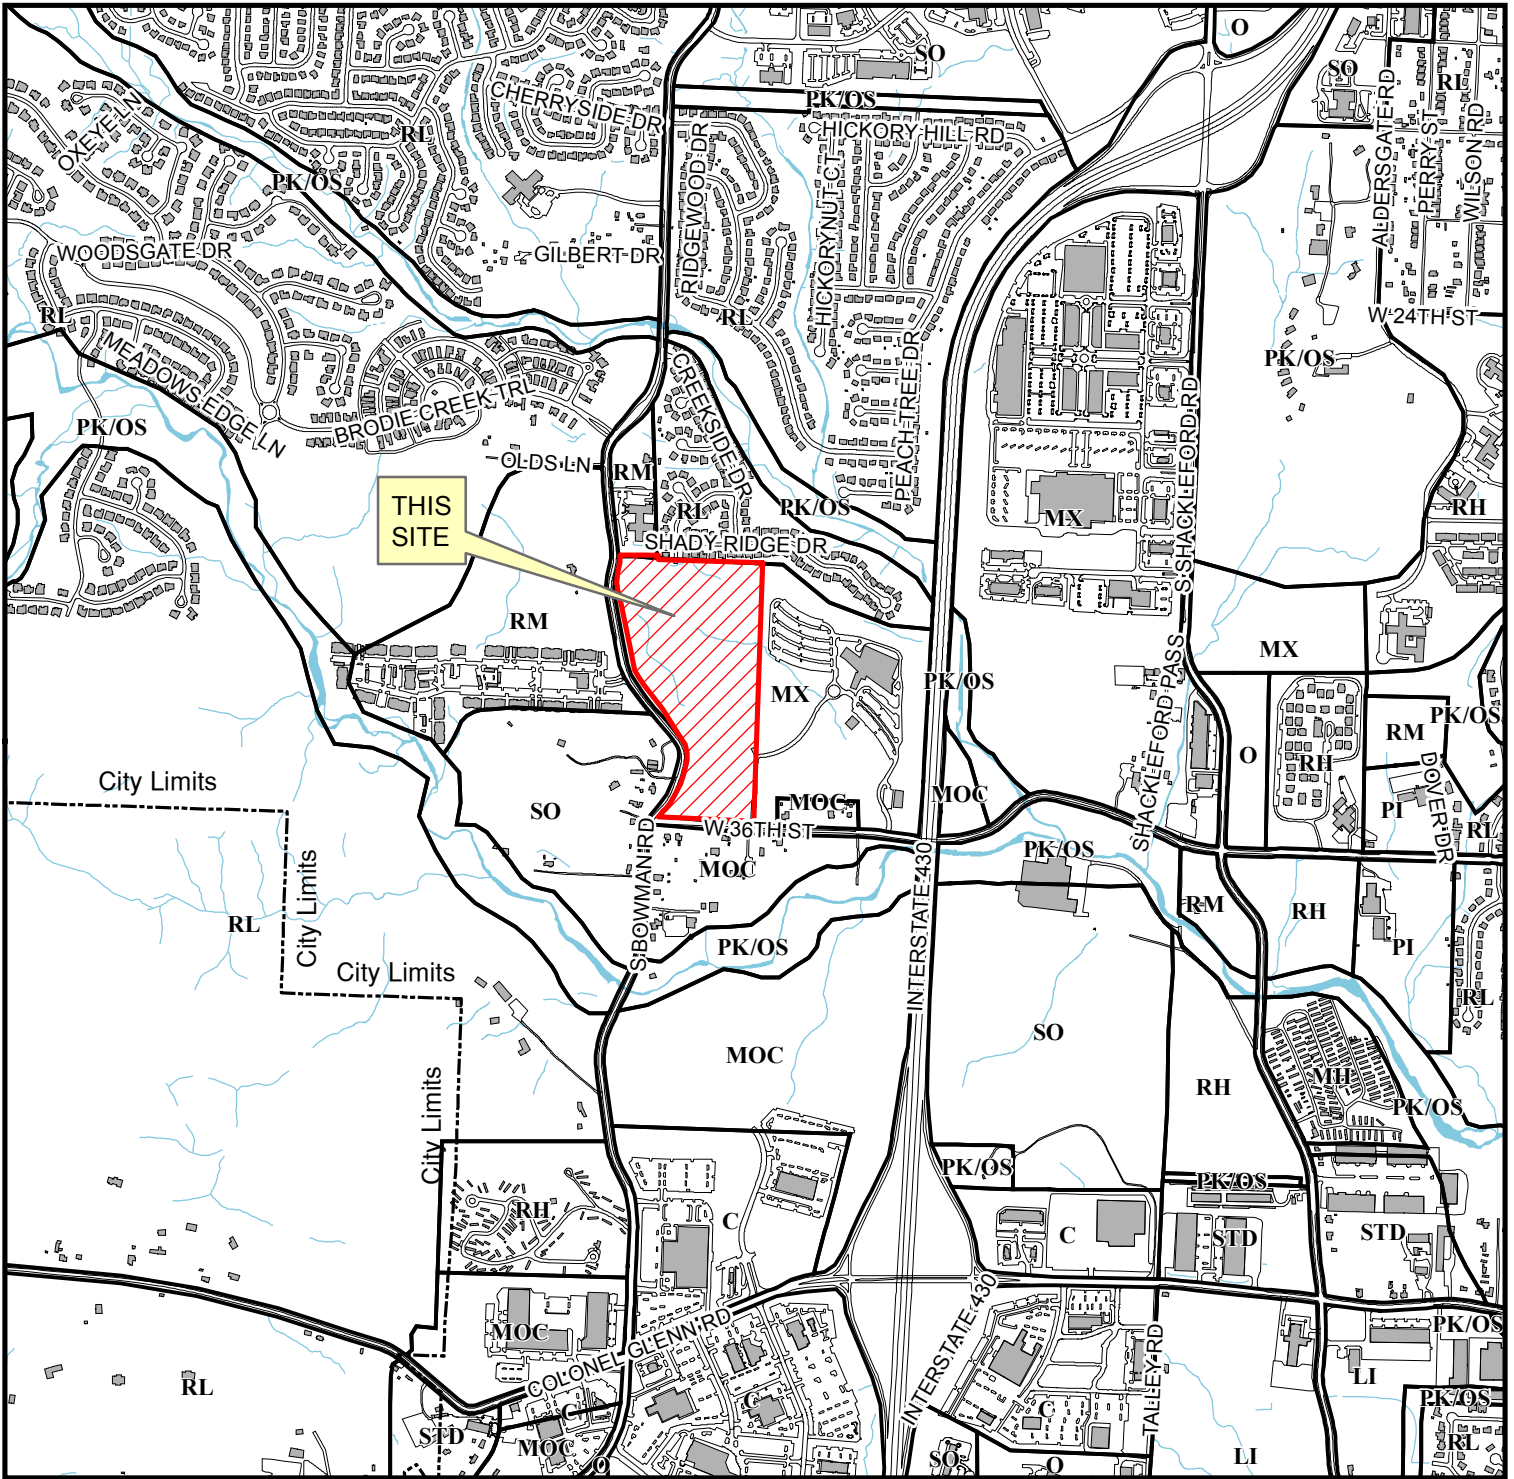 O
SO
SO
RL
PK/OS
CHERRYSIDE DR
OXEYE LN
RL
HICKORY HILL RD
ALDERSGATE RD
PERRY ST
WILSON RD
PK/OS
RIDGEWOOD DR
HICKORYNUT CT
WOODSGATE DR
GILBERT DR
RL
RL
W 24TH ST
PK/OS
MEADOWS EDGE LN
CREEKSIDE DR
PEACH TREE DR
S SHACKLEFORD RD
BRODIE CREEK TRL
PK/OS
OLDS LN
RM
THIS
SITE
RL
PK/OS
MX
RH
SHADY RIDGE DR
RM
MX
SHACKLEFORD PASS
PK/OS
MX
PK/OS
RM
O
RH
DOVER DR
City Limits
SO
MOC
MOC
PI
W 36TH ST
RL
S BOWMAN RD
MOC
PK/OS
INTERSTATE 430
City Limits
RL
RM
RH
PI
PK/OS
City Limits
RL
MOC
SO
RH
MH
PK/OS
City Limits
PK/OS
PK/OS
RH
C
C
STD
STD
INTERSTATE 430
MOC
COLONEL GLENN RD
TALLEY RD
PK/OS
RL
LI
PK/OS
C
C
C
STD
MOC
O
SO
O
LI
RL